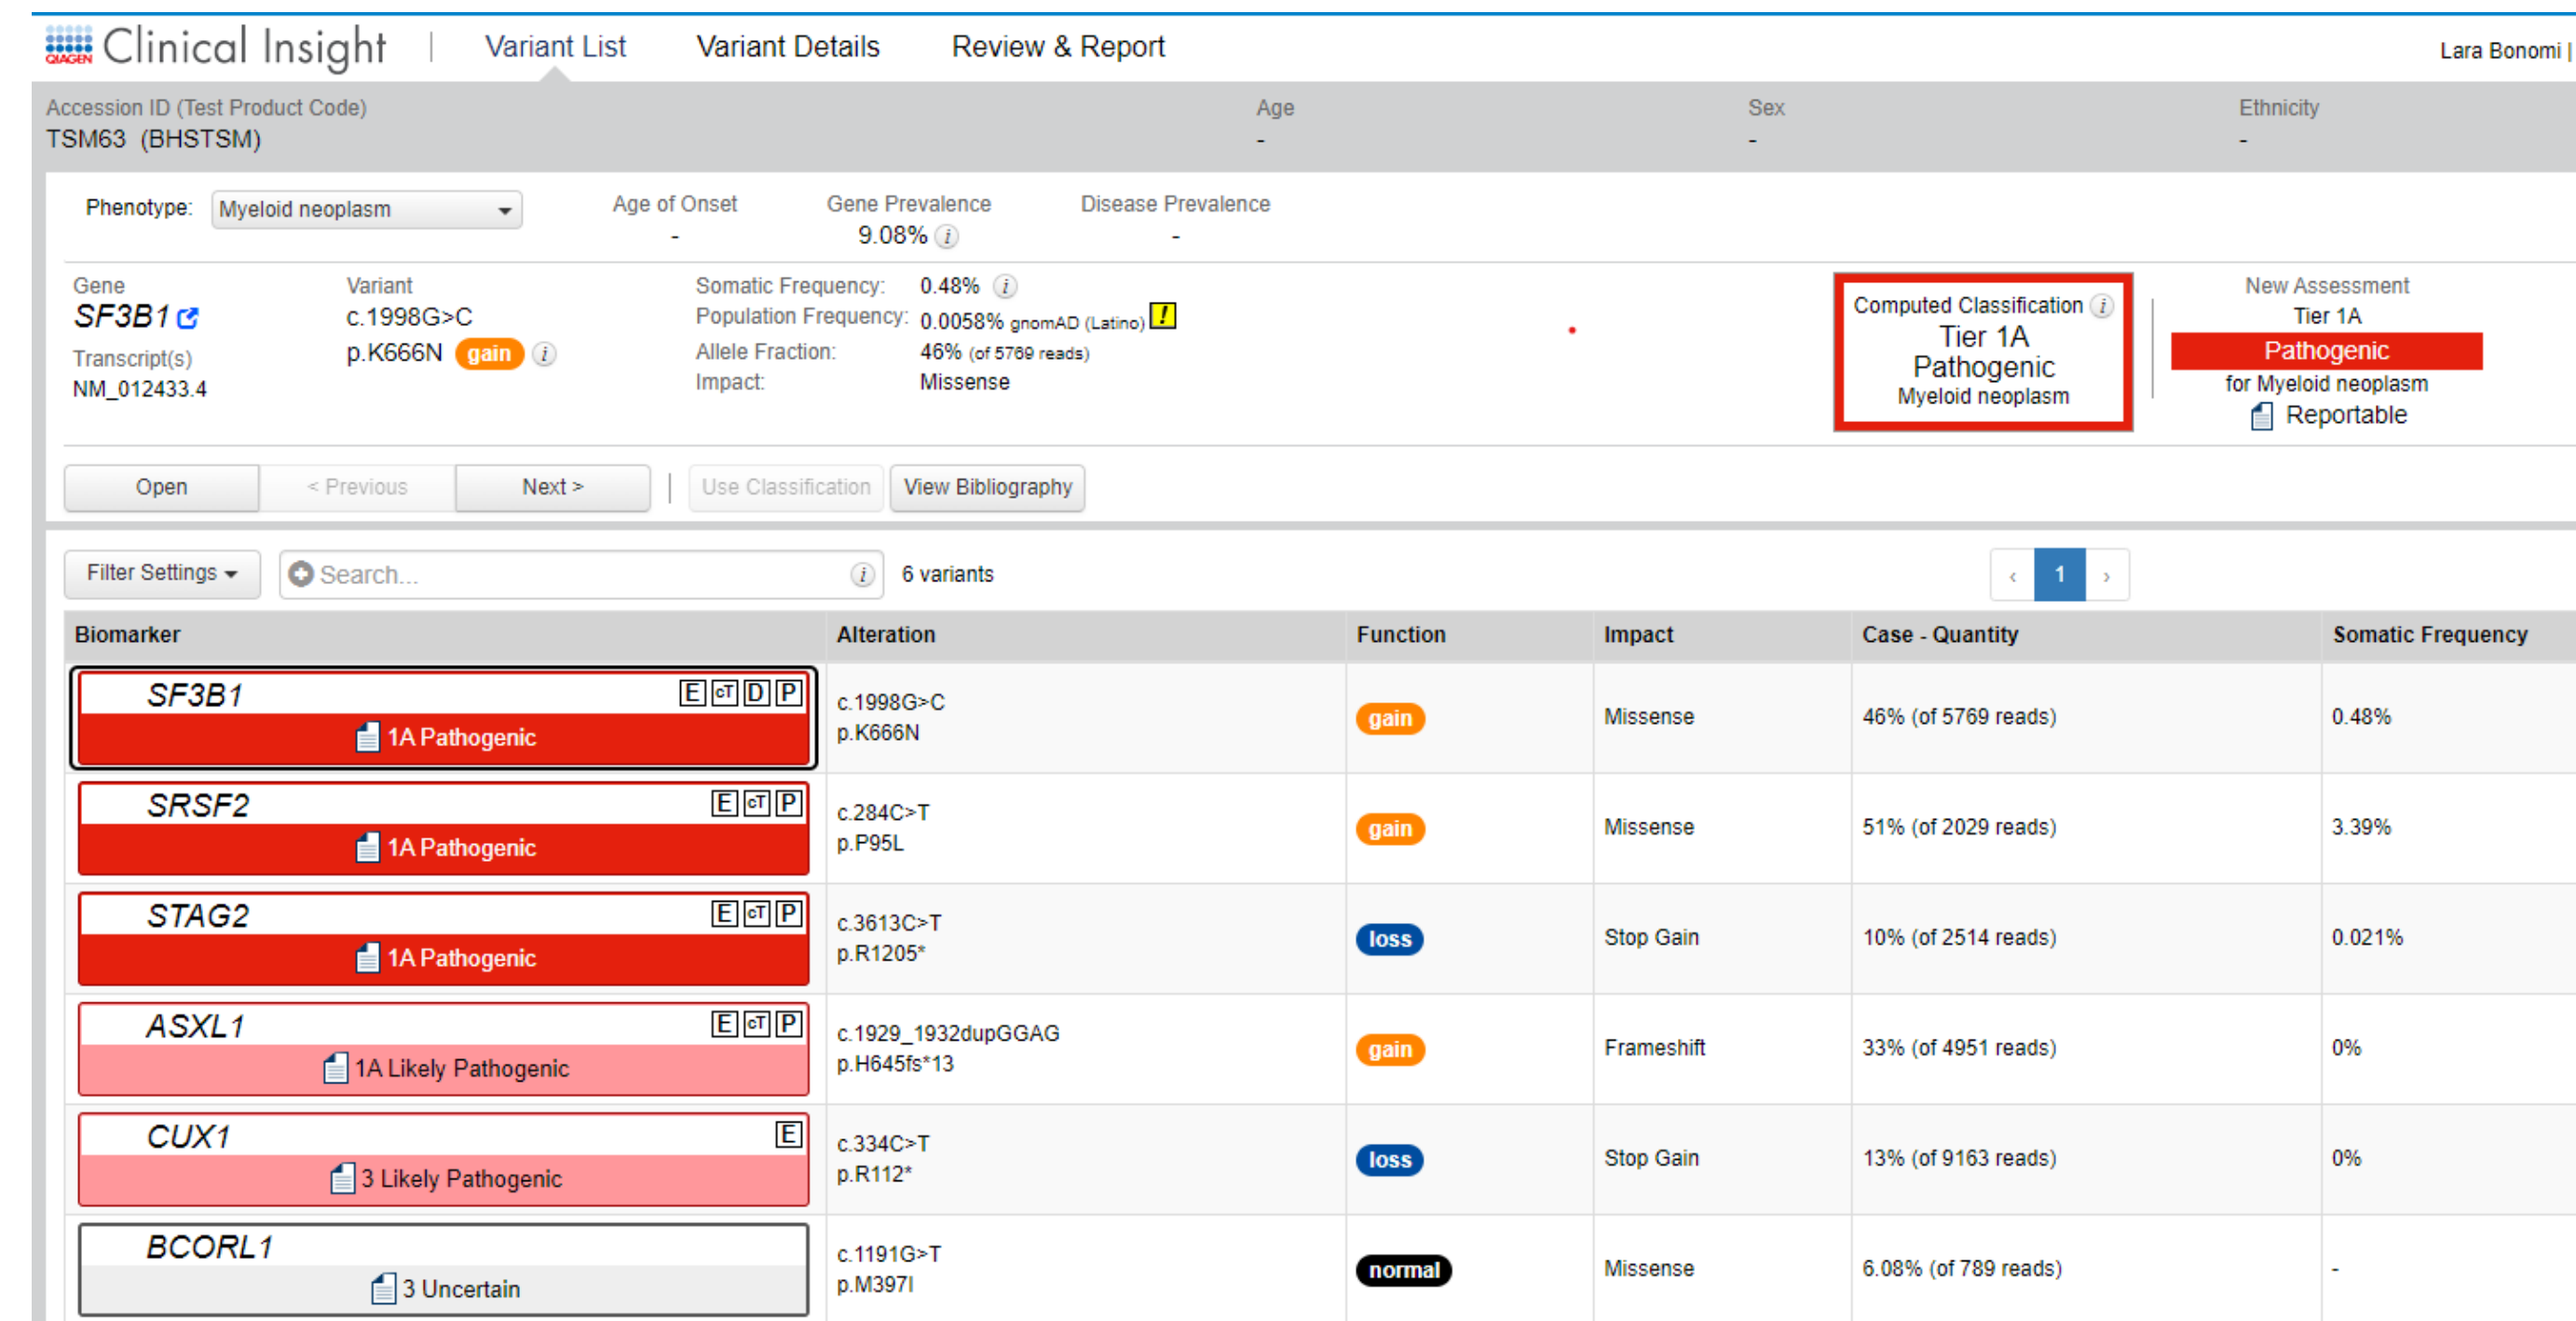 QIAGEN Clinical Insight | Variant List Variant Details Review & Report Lara Bonomi |
Accession ID (Test Product Code) Age Sex Ethnicity
TSM63 (BHSTSM) - - -
Phenotype: Myeloid neoplasm Age of Onset Gene Prevalence Disease Prevalence
- 9.08% i -
Gene Variant Somatic Frequency: 0.48% i Computed Classification i New Assessment
SF3B1 c.1998G>C Population Frequency: 0.0058% gnomAD (Latino) ! Tier 1A Tier 1A
Transcript(s) p.K666N gain i Allele Fraction: 46% (of 5769 reads) Pathogenic Pathogenic
NM_012433.4 Impact: Missense Myeloid neoplasm for Myeloid neoplasm
Reportable
Open < Previous Next > | Use Classification View Bibliography
Filter Settings Search... i 6 variants ‹ 1 ›
Biomarker Alteration Function Impact Case - Quantity Somatic Frequency
SF3B1 E cT D P c.1998G>C gain Missense 46% (of 5769 reads) 0.48%
1A Pathogenic p.K666N
SRSF2 E cT P c.284C>T gain Missense 51% (of 2029 reads) 3.39%
1A Pathogenic p.P95L
STAG2 E cT P c.3613C>T loss Stop Gain 10% (of 2514 reads) 0.021%
1A Pathogenic p.R1205*
ASXL1 E cT P c.1929_1932dupGGAG gain Frameshift 33% (of 4951 reads) 0%
1A Likely Pathogenic p.H645fs*13
CUX1 E c.334C>T loss Stop Gain 13% (of 9163 reads) 0%
3 Likely Pathogenic p.R112*
BCORL1 c.1191G>T normal Missense 6.08% (of 789 reads) -
3 Uncertain p.M397I